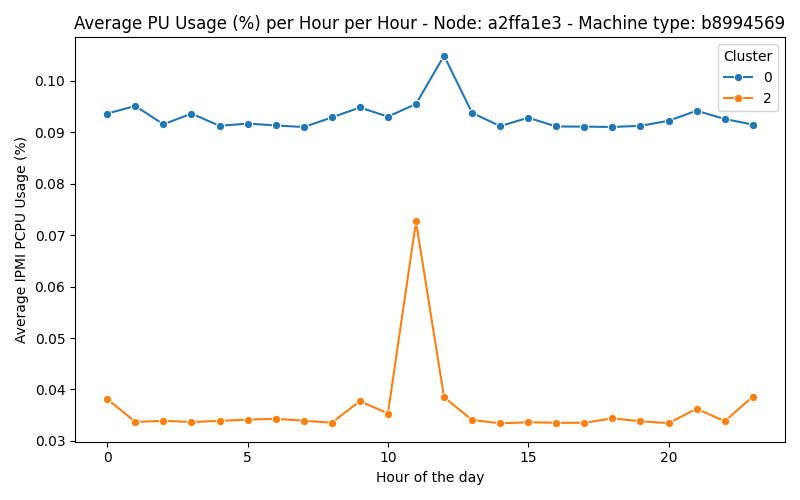 Average PU Usage (%) per Hour per Hour - Node: a2ffa1e3 - Machine type: b8994569
Cluster
0
2
Average IPMI PCPU Usage (%)
0.10
0.09
0.08
0.07
0.06
0.05
0.04
0.03
0 5 10 15 20
Hour of the day